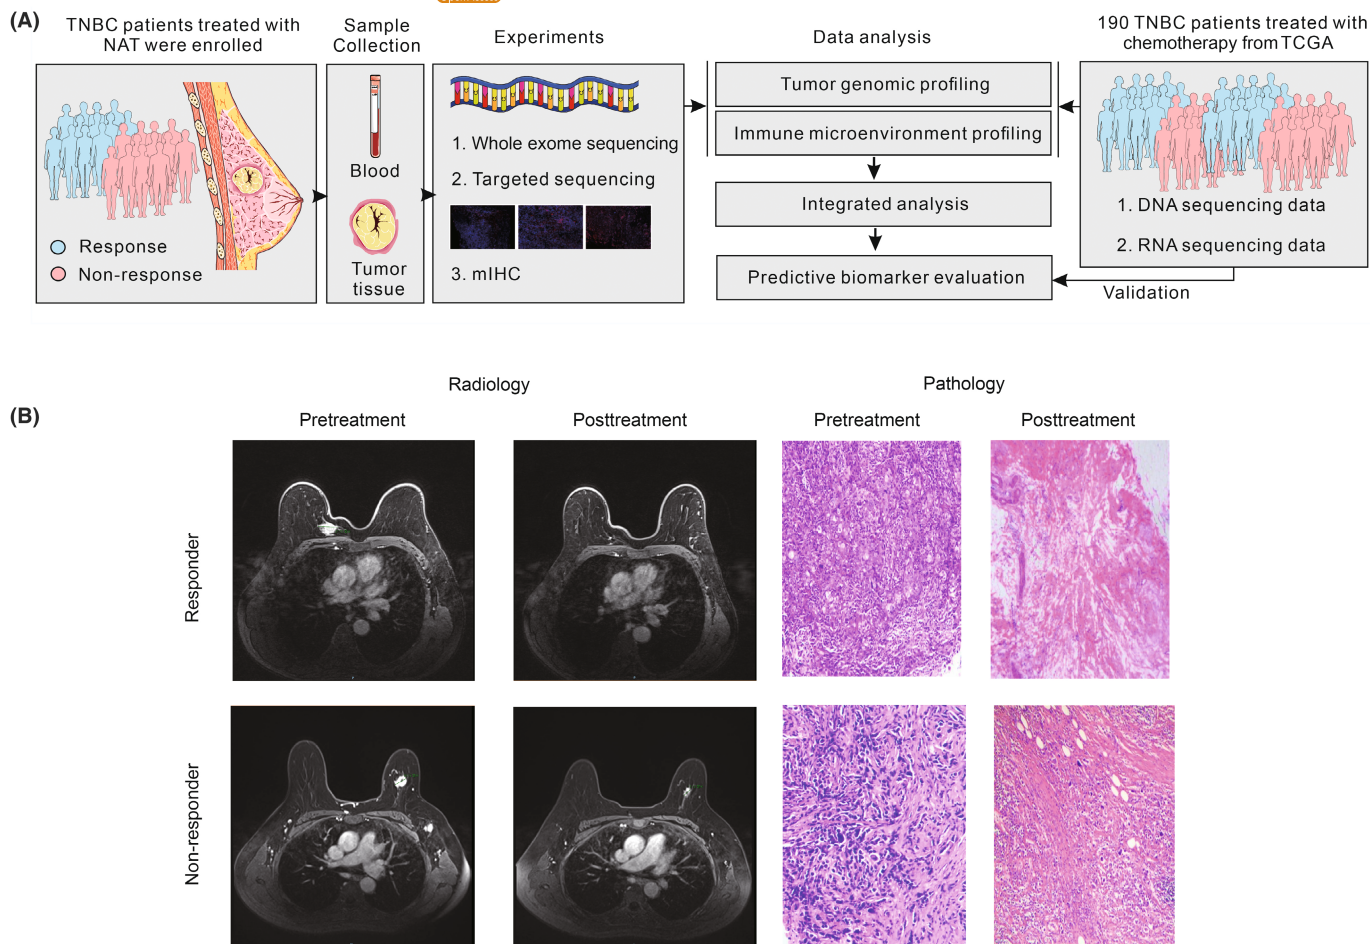 (A)
TNBC patients treated with
NAT were enrolled
Response
Non-response
Sample
Collection
Blood
Tumor
tissue
Experiments
1. Whole exome sequencing
2. Targeted sequencing
3. mIHC
Data analysis
Tumor genomic profiling
Immune microenvironment profiling
Integrated analysis
Predictive biomarker evaluation
190 TNBC patients treated with
chemotherapy from TCGA
1. DNA sequencing data
2. RNA sequencing data
Validation
(B)
Radiology
Pathology
Pretreatment
Posttreatment
Pretreatment
Posttreatment
Responder
Non-responder